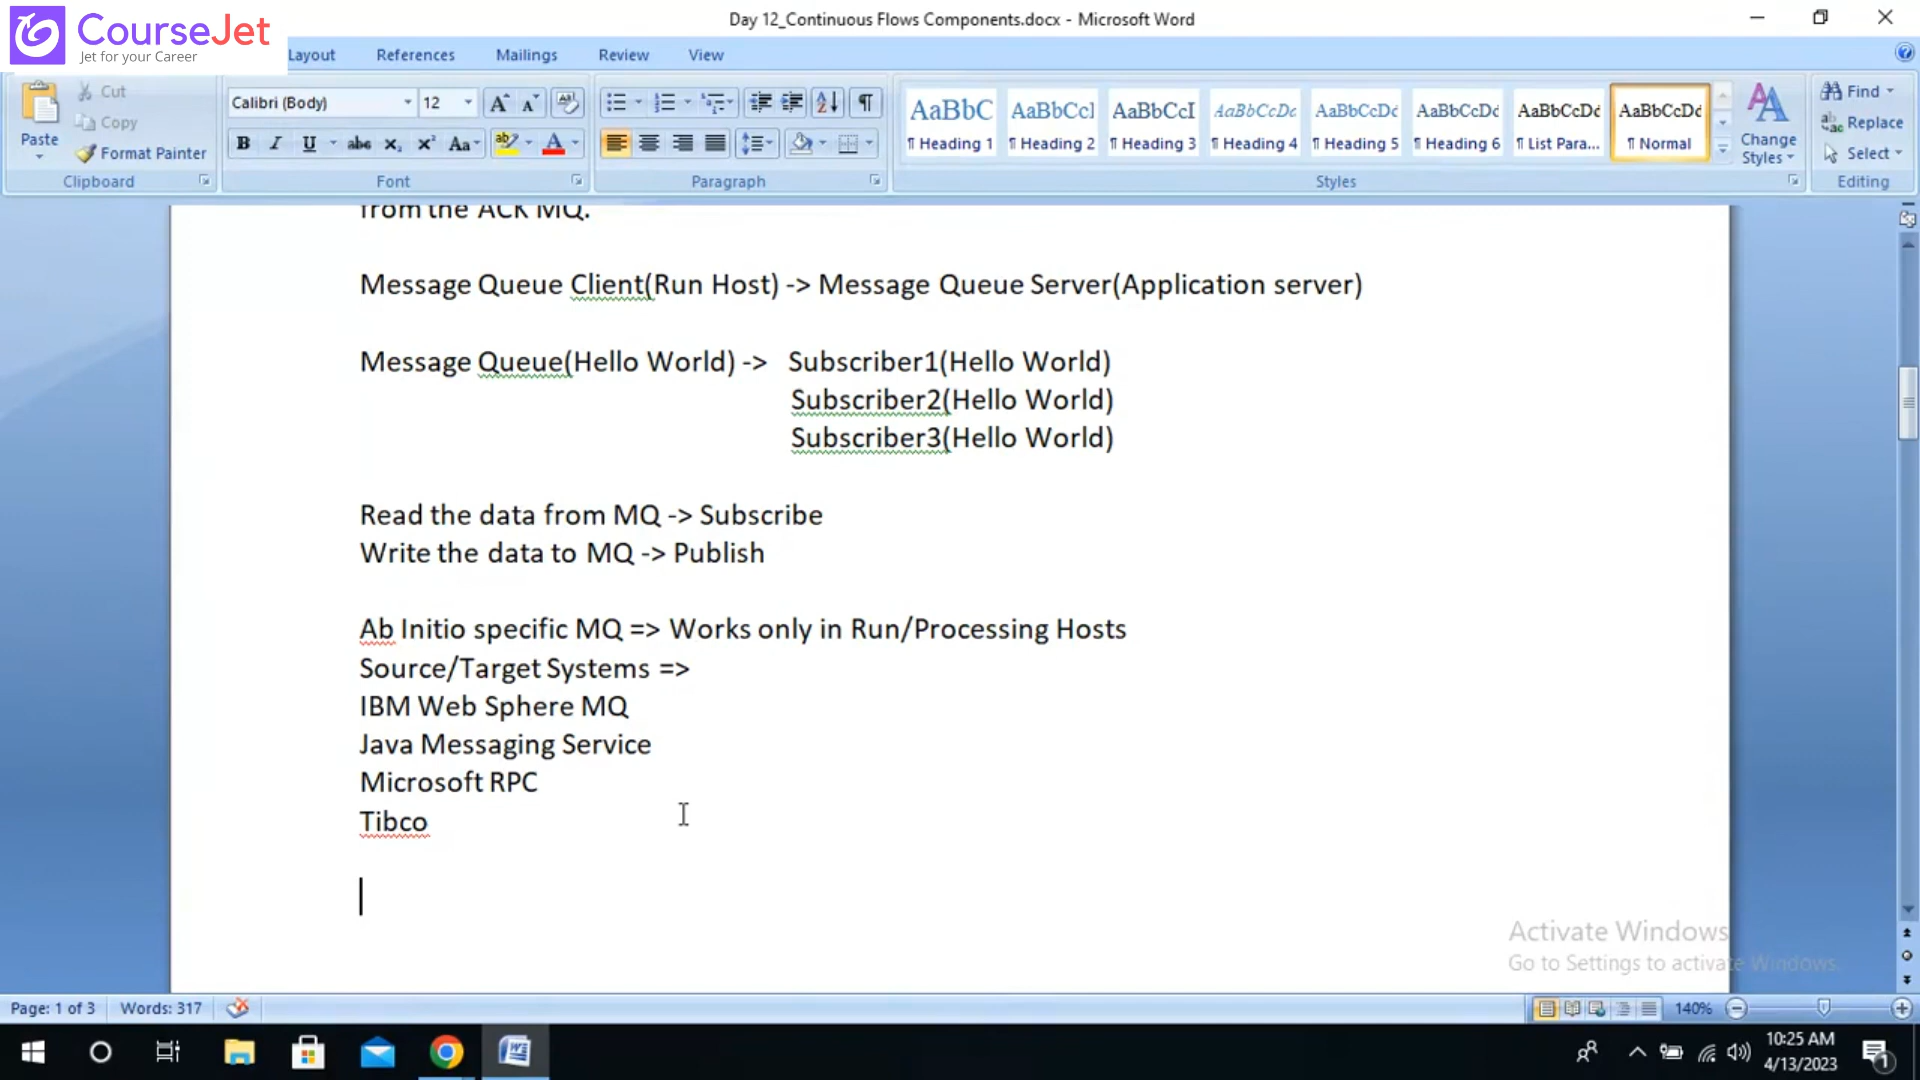 Day 12_Continuous Flows Components.docx - Microsoft Word
CourseJet
Jet for your Career
Layout References Mailings Review View
Cut
Copy
Paste
Format Painter
Clipboard
Calibri (Body) 12
Font
Paragraph
AaBbC AaBbCcI AaBbCcI AaBbCcDc AaBbCcDc AaBbCcDc AaBbCcDc AaBbCcDc
¶ Heading 1 ¶ Heading 2 ¶ Heading 3 ¶ Heading 4 ¶ Heading 5 ¶ Heading 6 ¶ List Para... ¶ Normal
Styles
Change Styles
Find
Replace
Select
Editing
from the ACK MQ.
Message Queue Client(Run Host) -> Message Queue Server(Application server)
Message Queue(Hello World) -> Subscriber1(Hello World)
Subscriber2(Hello World)
Subscriber3(Hello World)
Read the data from MQ -> Subscribe
Write the data to MQ -> Publish
Ab Initio specific MQ => Works only in Run/Processing Hosts
Source/Target Systems =>
IBM Web Sphere MQ
Java Messaging Service
Microsoft RPC
Tibco
Activate Windows
Go to Settings to activate Windows.
Page: 1 of 3 Words: 317 140%
10:25 AM
4/13/2023
1